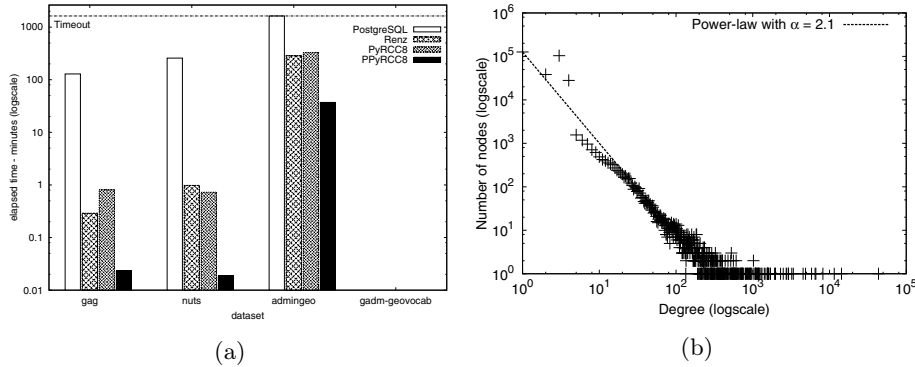 Timeout
PostgreSQL
Renz
PyRCC8
PPyRCC8
elapsed time - minutes (logscale)
1000
100
10
1
0.1
0.01
gag
nuts
admingeo
gadm-geovocab
dataset
(a)
Power-law with α = 2.1
Number of nodes (logscale)
10^6
10^5
10^4
10^3
10^2
10^1
10^0
10^0
10^1
10^2
10^3
10^4
10^5
Degree (logscale)
(b)